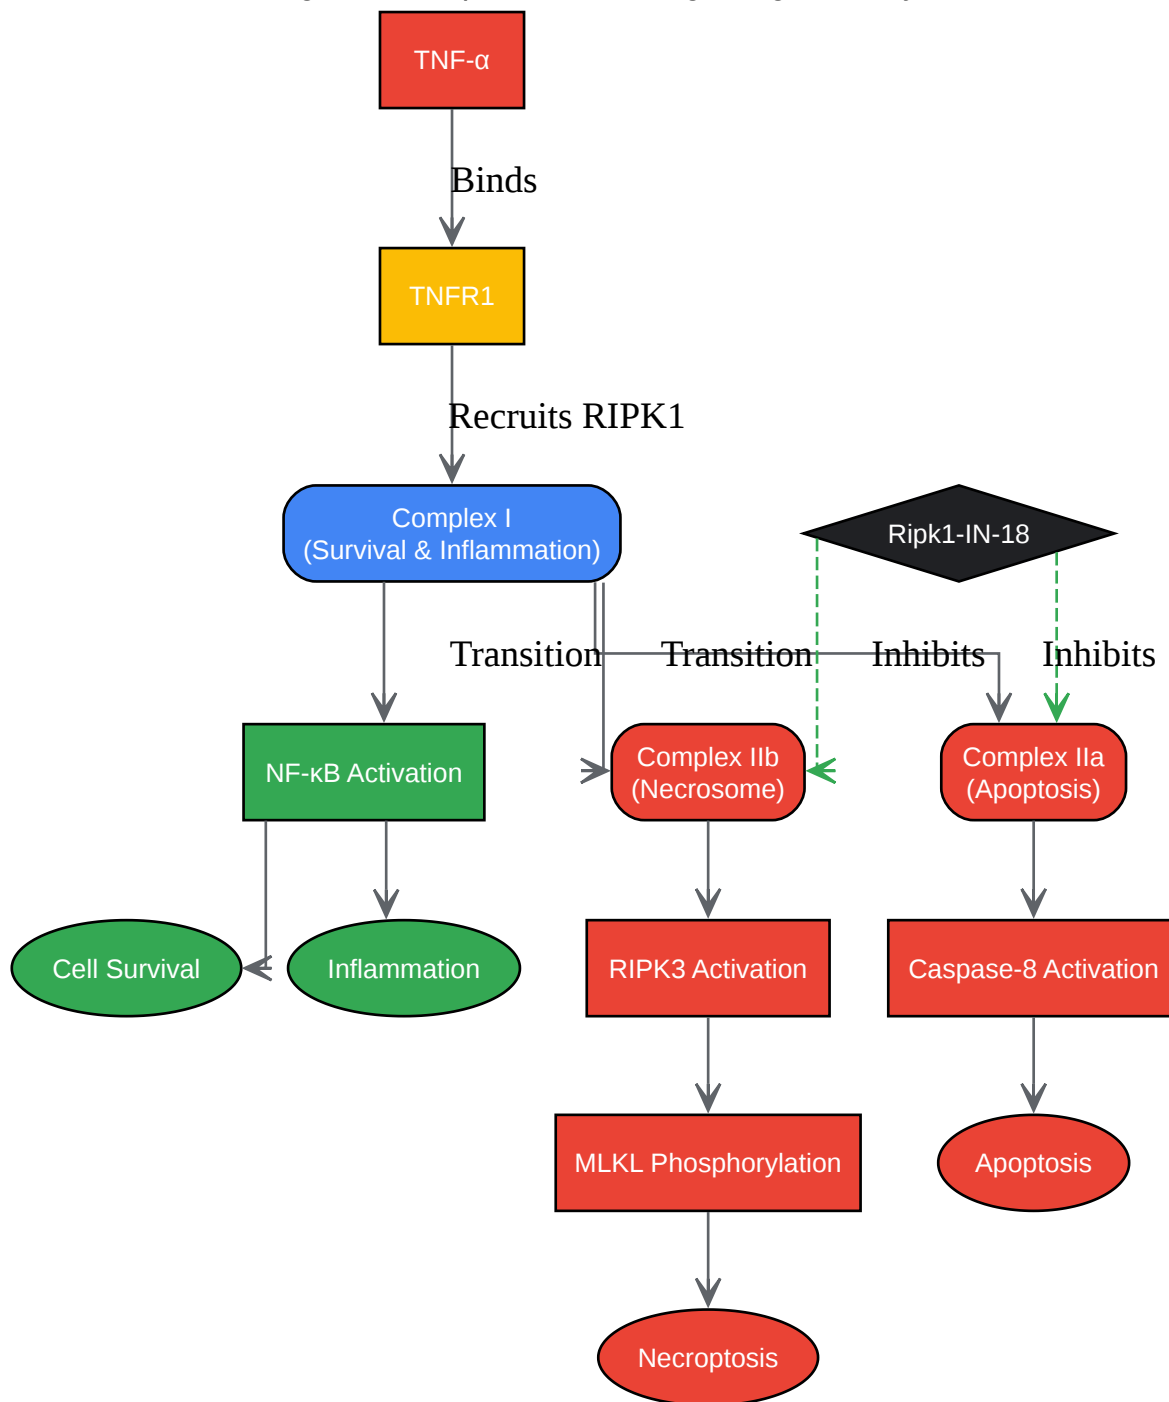 TNF-α
Binds
TNFR1
Recruits RIPK1
Complex I
(Survival & Inflammation)
Ripk1-IN-18
Transition
Transition
Inhibits
Inhibits
NF-κB Activation
Complex IIb
(Necrosome)
Complex IIa
(Apoptosis)
Cell Survival
Inflammation
RIPK3 Activation
Caspase-8 Activation
MLKL Phosphorylation
Apoptosis
Necroptosis